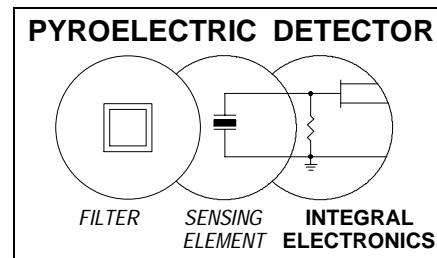 PYROELECTRIC DETECTOR
FILTER
SENSING
ELEMENT
INTEGRAL
ELECTRONICS